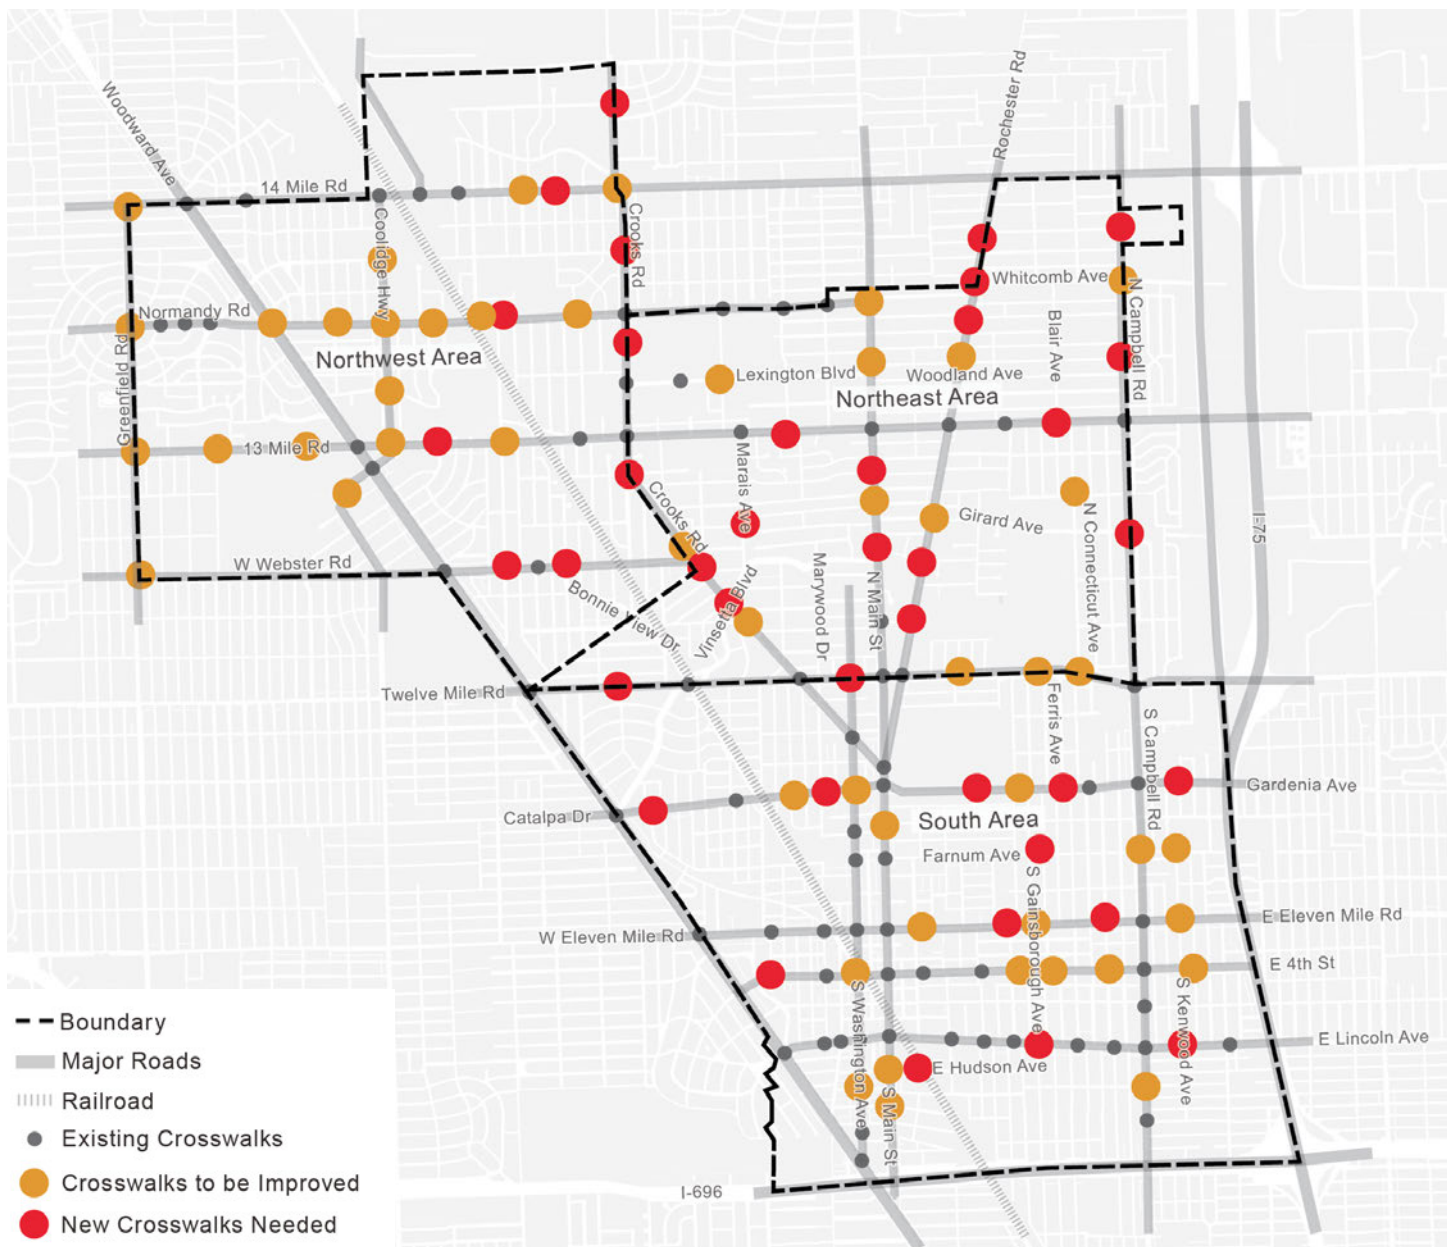 Rochester Rd
Woodward Ave
14 Mile Rd
Crooks Rd
Coolidge Hwy
Whitcomb Ave
N Campbell Rd
Normandy Rd
Blair Ave
Greenfield Rd
Northwest Area
Lexington Blvd
Woodland Ave
Northeast Area
13 Mile Rd
Marais Ave
Crooks Rd
Girard Ave
N Connecticut Ave
I-75
W Webster Rd
Bonnie View Dr
Vinsetta Blvd
Marywood Dr
N Main St
Twelve Mile Rd
Ferris Ave
S Campbell Rd
Gardenia Ave
Catalpa Dr
South Area
Farnum Ave
S Gainsborough Ave
E Eleven Mile Rd
W Eleven Mile Rd
E 4th St
S Washington Ave
S Kenwood Ave
E Lincoln Ave
E Hudson Ave
S Main St
I-696
Boundary
Major Roads
Railroad
Existing Crosswalks
Crosswalks to be Improved
New Crosswalks Needed